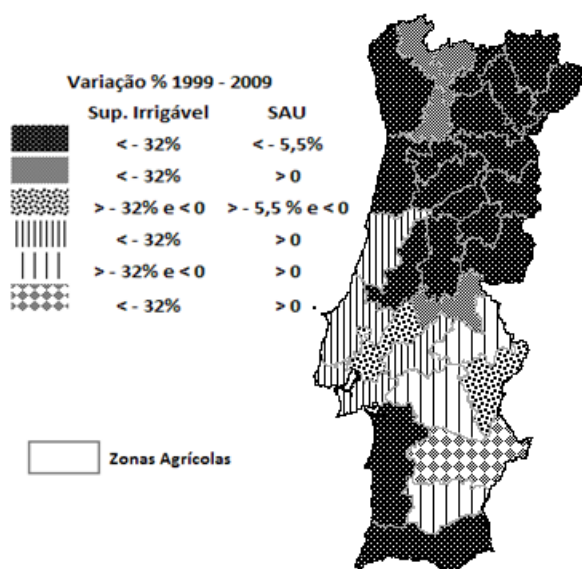 Variação % 1999 - 2009
Sup. Irrigável SAU
< - 32% < - 5,5%
< - 32% > 0
> - 32% e < 0 > - 5,5 % e < 0
< - 32% > 0
> - 32% e < 0 > 0
< - 32% > 0
Zonas Agrícolas